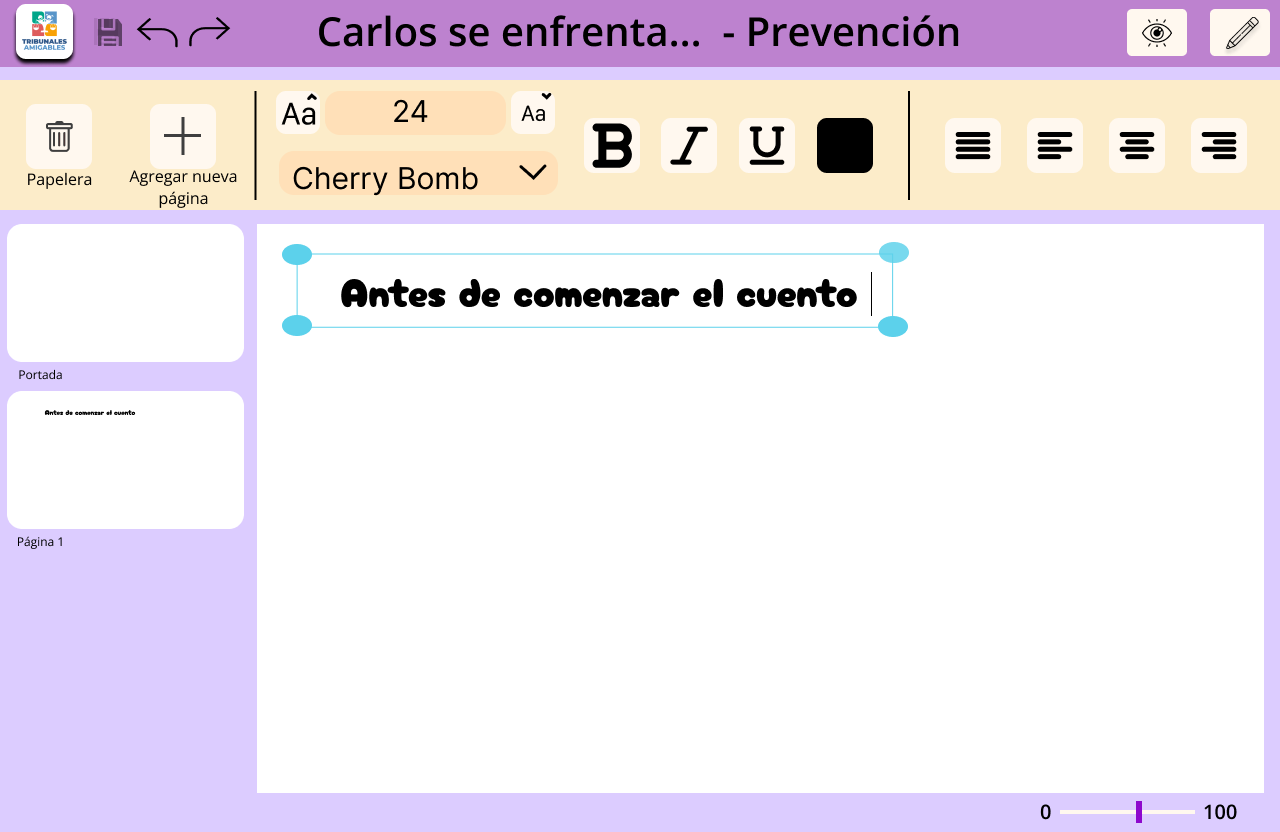 TRIBUNALES
AMIGABLES
Carlos se enfrenta... - Prevención
Papelera
Agregar nueva
página
Aa
24
Aa
Cherry Bomb
B I U
Antes de comenzar el cuento
Portada
Antes de comenzar el cuento
Página 1
0
100